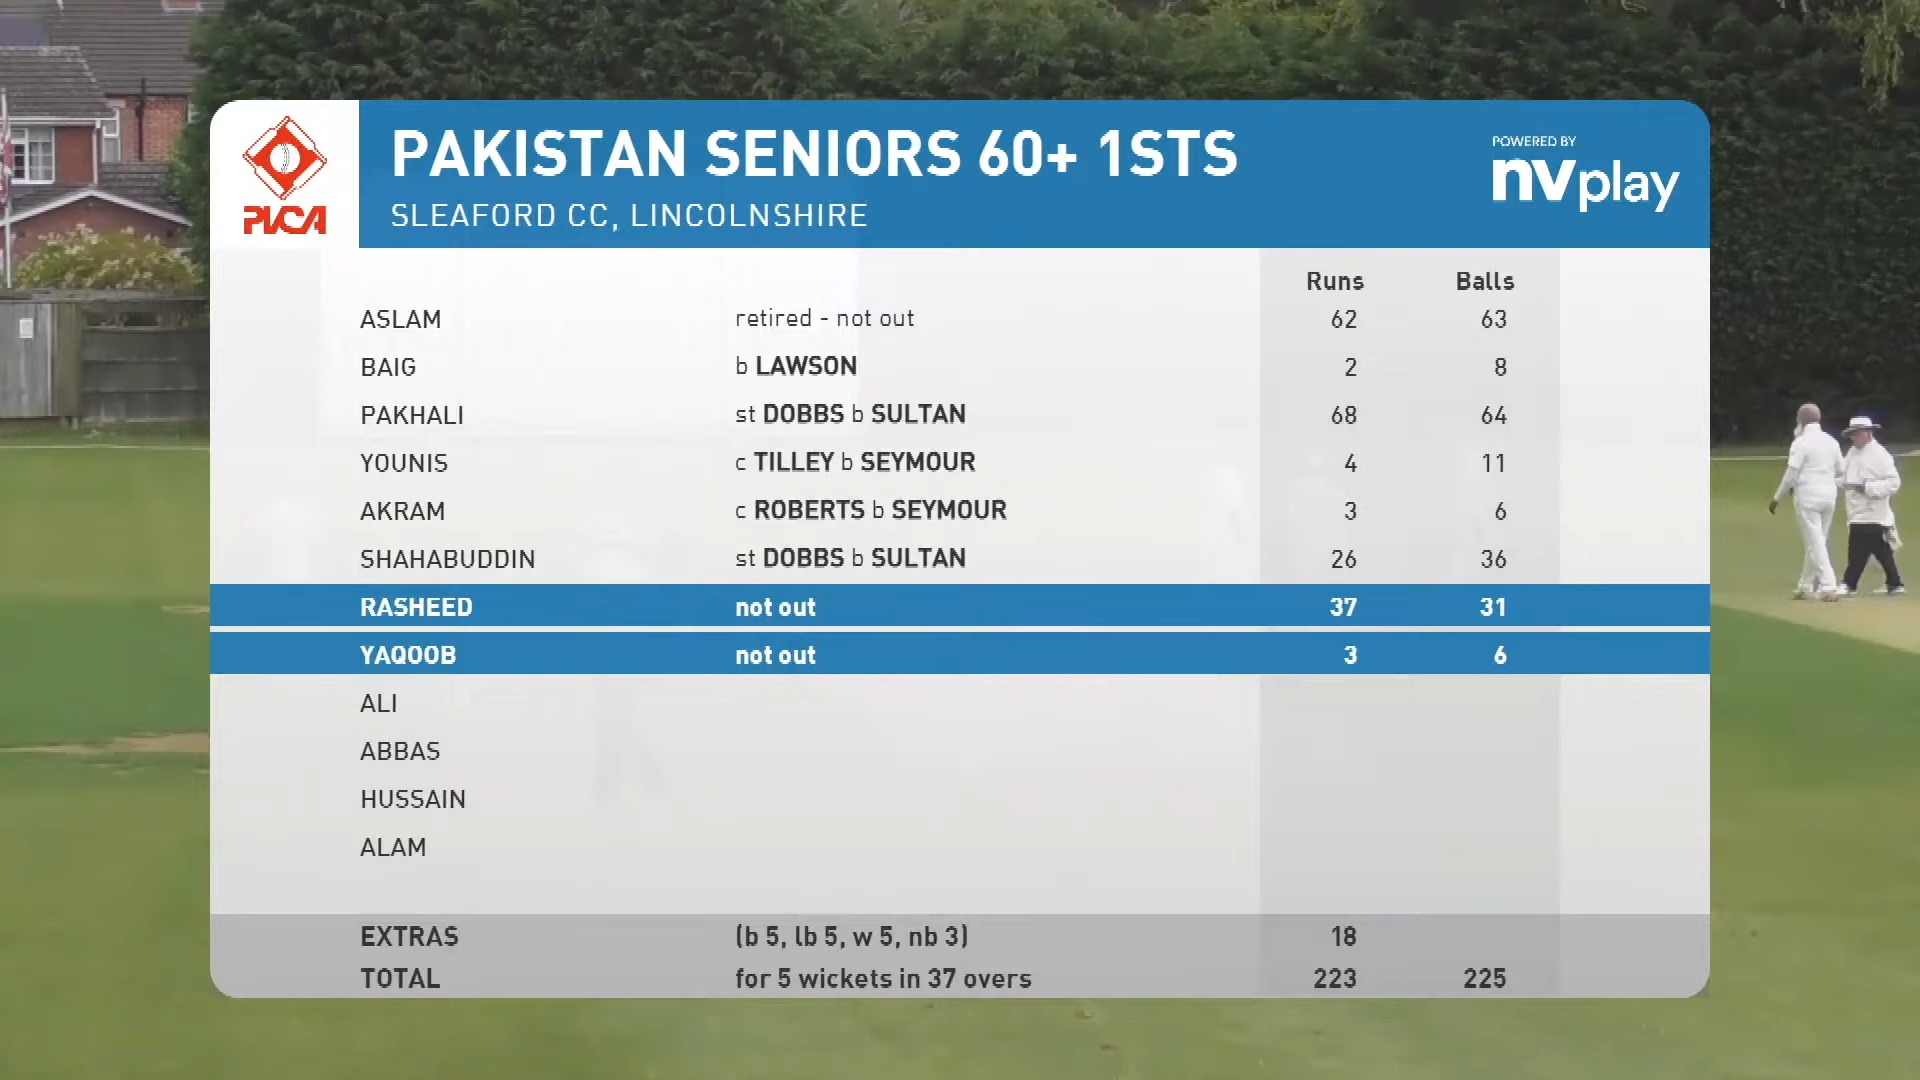 PAKISTAN SENIORS 60+ 1STS
SLEAFORD CC, LINCOLNSHIRE
POWERED BY
nvplay
PVCA
Runs Balls
ASLAM retired - not out 62 63
BAIG b LAWSON 2 8
PAKHALI st DOBBS b SULTAN 68 64
YOUNIS c TILLEY b SEYMOUR 4 11
AKRAM c ROBERTS b SEYMOUR 3 6
SHAHABUDDIN st DOBBS b SULTAN 26 36
RASHEED not out 37 31
YAQOOB not out 3 6
ALI
ABBAS
HUSSAIN
ALAM
EXTRAS (b 5, lb 5, w 5, nb 3) 18
TOTAL for 5 wickets in 37 overs 223 225